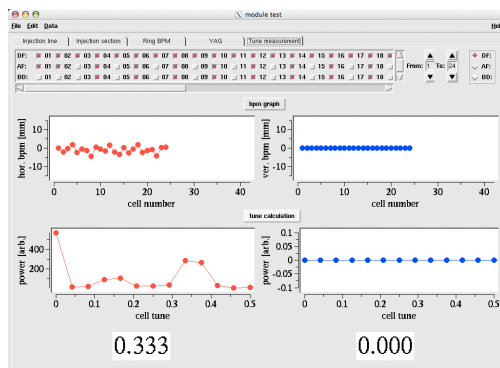 module test
File Edit Data Hel
Injection line Injection section Ring BPM YAG Tune measurement
DF: 01 02 03 04 05 06 07 08 09 10 11 12 13 14 15 16 17 18
AF: 01 02 03 04 05 06 07 08 09 10 11 12 13 14 15 16 17 18
BD: 01 02 03 04 05 06 07 08 09 10 11 12 13 14 15 16 17 18
From: 1 To: 24
DF:
AF:
BD:
bpm graph
hor. bpm [mm]
10
0
-10
0 10 20 30 40
cell number
ver. bpm [mm]
10
0
-10
0 10 20 30 40
cell number
tune calculation
power [arb.]
400
200
0 0.1 0.2 0.3 0.4 0.5
cell tune
power [arb.]
0.1
0.05
0
-0.05
-0.1
0 0.1 0.2 0.3 0.4 0.5
cell tune
0.333
0.000